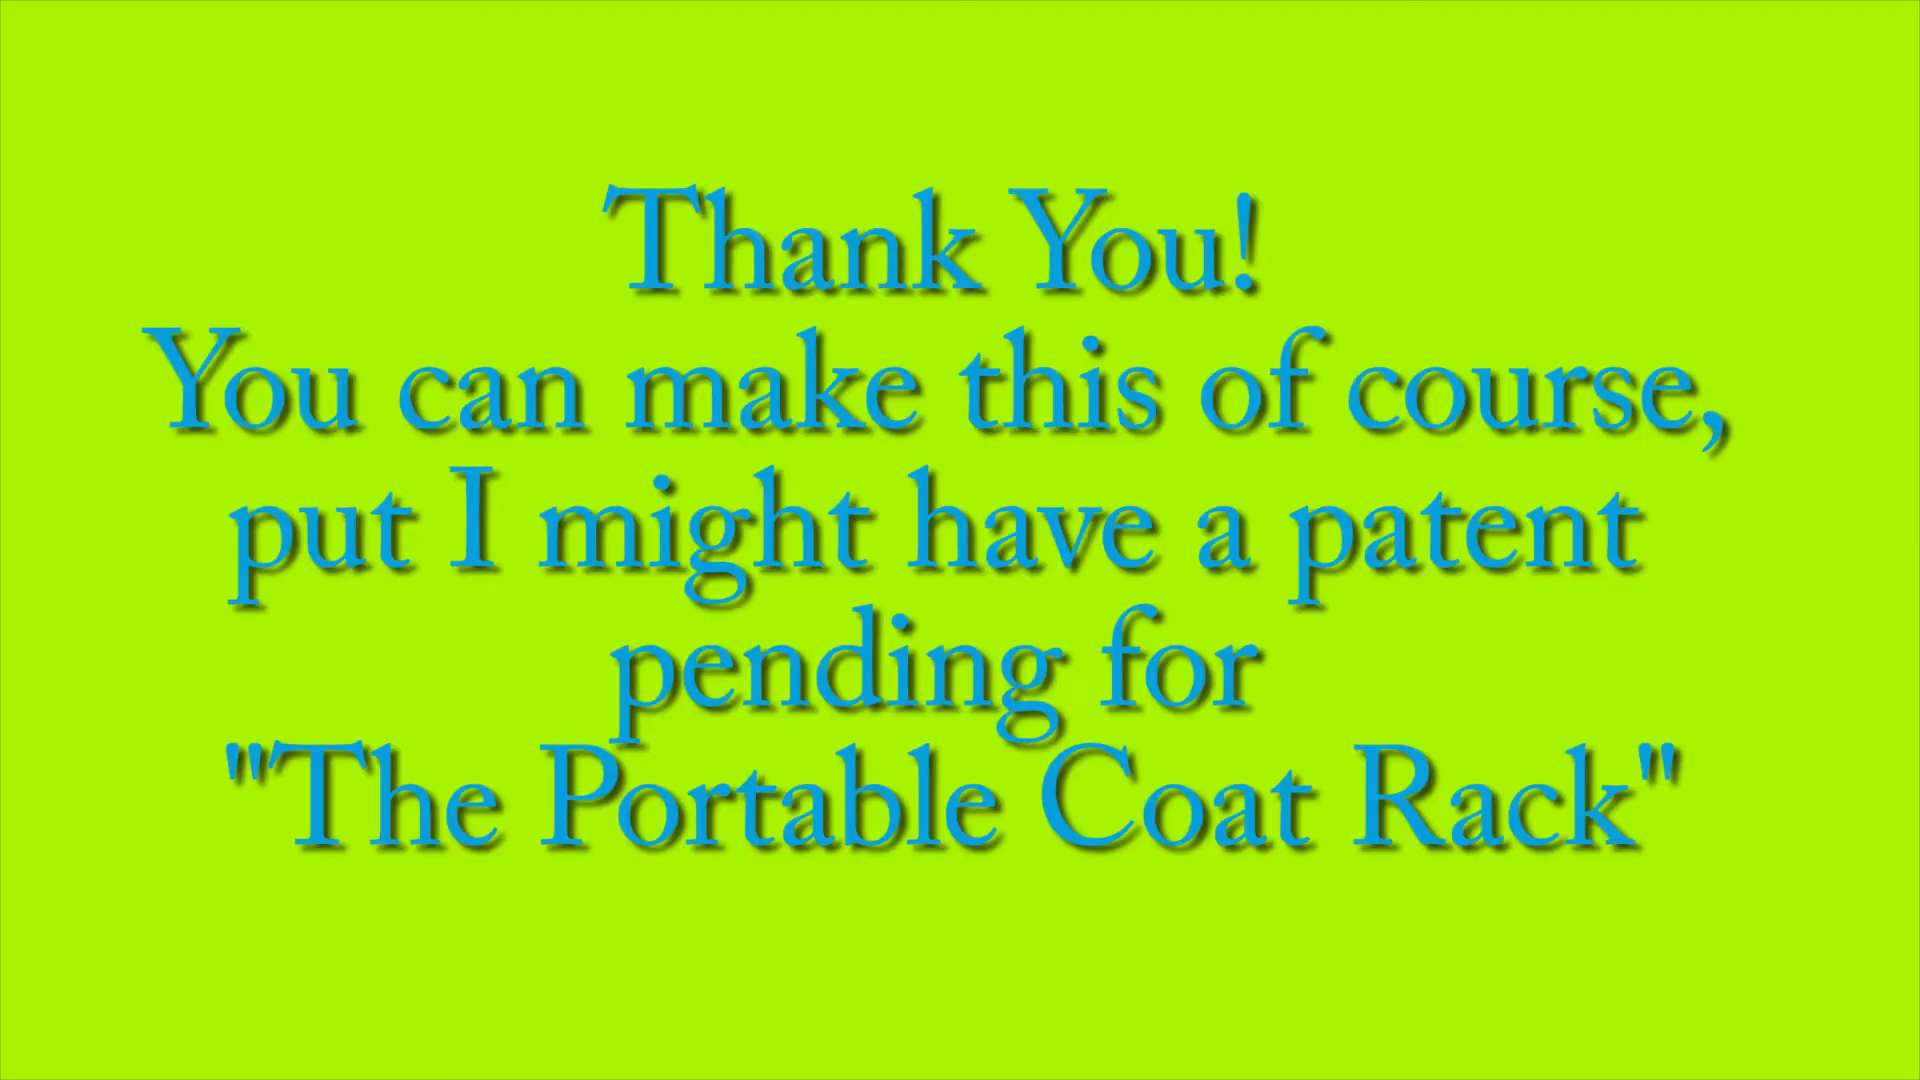 Thank You!
You can make this of course,
put I might have a patent
pending for
"The Portable Coat Rack"